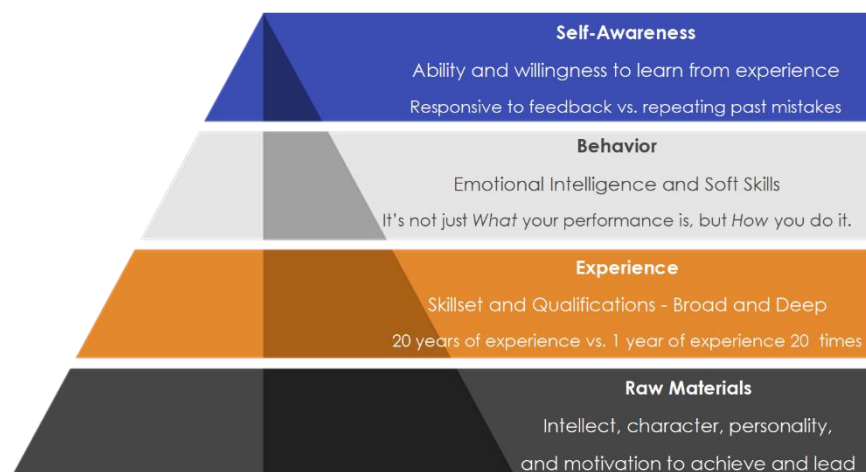 Self-Awareness
Ability and willingness to learn from experience
Responsive to feedback vs. repeating past mistakes
Behavior
Emotional Intelligence and Soft Skills
It's not just What your performance is, but How you do it.
Experience
Skillset and Qualifications - Broad and Deep
20 years of experience vs. 1 year of experience 20 times
Raw Materials
Intellect, character, personality,
and motivation to achieve and lead